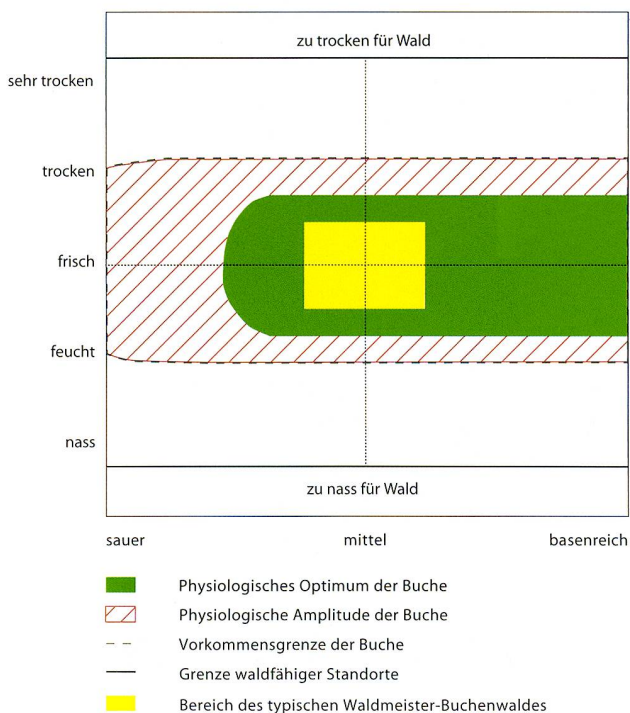 zu trocken für Wald
sehr trocken
trocken
frisch
feucht
nass
zu nass für Wald
sauer mittel basenreich
Physiologisches Optimum der Buche
Physiologische Amplitude der Buche
Vorkommensgrenze der Buche
Grenze waldfähiger Standorte
Bereich des typischen Waldmeister-Buchenwaldes